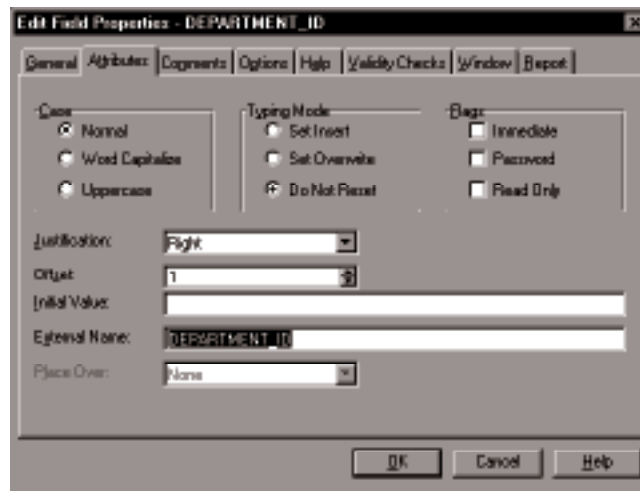 Edit Field Properties - DEPARTMENT_ID
General Attributes Comments Options Help Validity Checks Window Report
Case Typing Mode Flags
Normal Set Insert Immediate
Word Capitalize Set Overwrite Password
Uppercase Do Not Reset Read Only
Justification: Right
Offset 1
Initial Value:
External Name: DEPARTMENT_ID
Place Over: None
OK Cancel Help